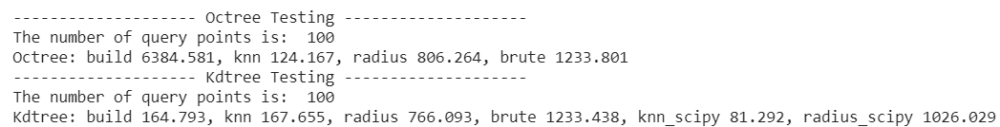 -------------------- Octree Testing --------------------
The number of query points is:  100
Octree: build 6384.581, knn 124.167, radius 806.264, brute 1233.801
-------------------- Kdtree Testing --------------------
The number of query points is:  100
Kdtree: build 164.793, knn 167.655, radius 766.093, brute 1233.438, knn_scipy 81.292, radius_scipy 1026.029